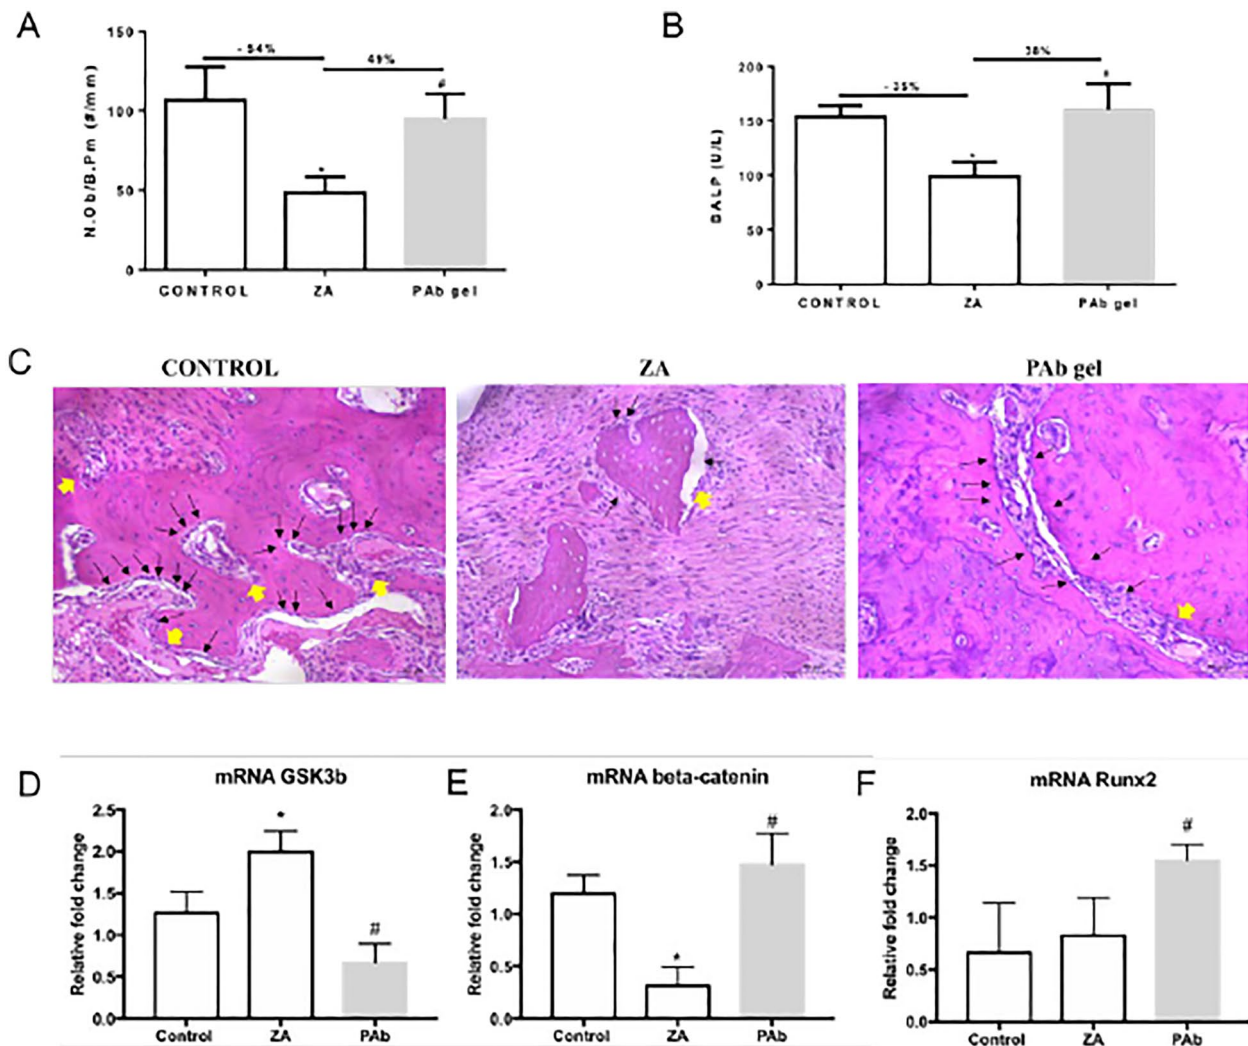 A
150
100
50
0
N.Ob/B.Pm (#/mm)
- 54%
49%
*
#
CONTROL ZA PAb gel
B
200
150
100
50
0
BALP (U/L)
- 35%
38%
*
#
CONTROL ZA PAb gel
C
CONTROL ZA PAb gel
D
mRNA GSK3b
Relative fold change
2.5
2.0
1.5
1.0
0.5
0.0
*
#
Control ZA PAb
E
mRNA beta-catenin
Relative fold change
2.0
1.5
1.0
0.5
0.0
*
#
Control ZA PAb
F
mRNA Runx2
Relative fold change
2.0
1.5
1.0
0.5
0.0
#
Control ZA PAb